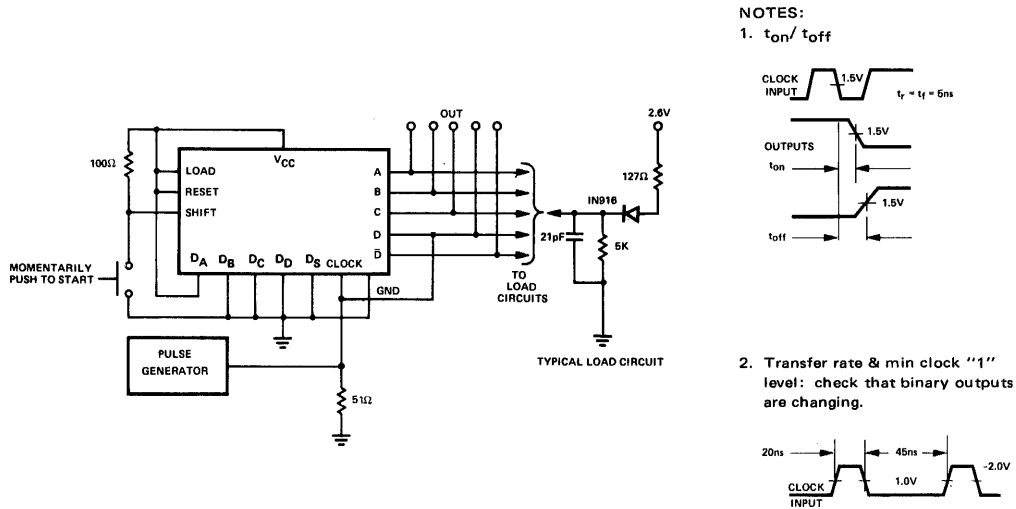 NOTES:
1. ton/ toff
CLOCK
INPUT
1.5V
tr = tf = 5ns
OUTPUTS
1.5V
ton
1.5V
toff
OUT
2.6V
100Ω
VCC
LOAD
RESET
SHIFT
A
B
C
D
D̅
127Ω
IN916
21pF
5K
MOMENTARILY
PUSH TO START
DA DB DC DD DS CLOCK
GND
TO
LOAD
CIRCUITS
TYPICAL LOAD CIRCUIT
PULSE
GENERATOR
51Ω
2. Transfer rate & min clock "1"
level: check that binary outputs
are changing.
20ns
45ns
-2.0V
1.0V
CLOCK
INPUT